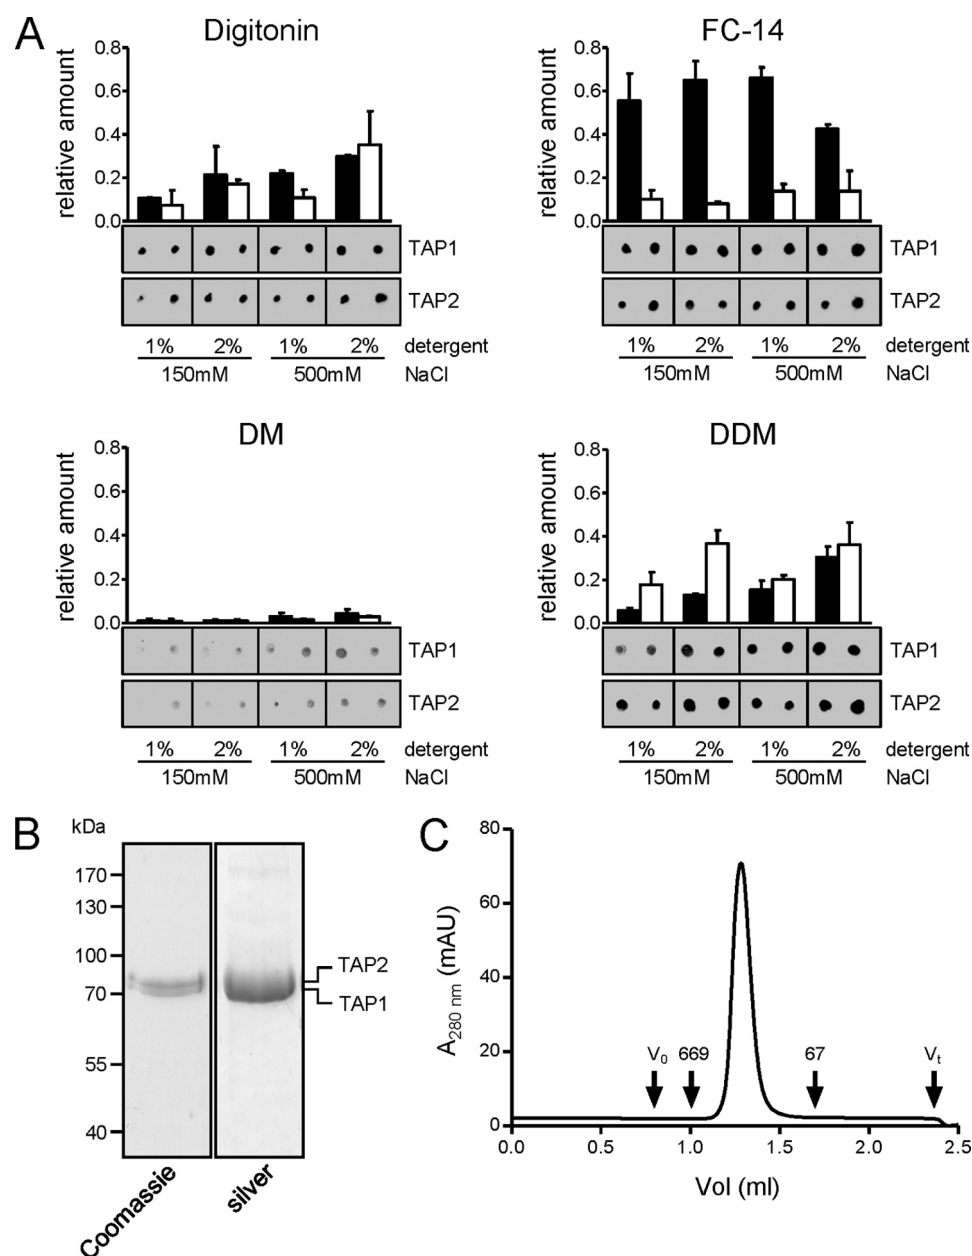 A
Digitonin
FC-14
relative amount
0.8
0.6
0.4
0.2
0.0
TAP1
TAP2
1% 2% 1% 2% detergent
150mM 500mM NaCl
relative amount
0.8
0.6
0.4
0.2
0.0
TAP1
TAP2
1% 2% 1% 2% detergent
150mM 500mM NaCl
DM
DDM
relative amount
0.8
0.6
0.4
0.2
0.0
TAP1
TAP2
1% 2% 1% 2% detergent
150mM 500mM NaCl
relative amount
0.8
0.6
0.4
0.2
0.0
TAP1
TAP2
1% 2% 1% 2% detergent
150mM 500mM NaCl
B
kDa
170
130
100
70
55
40
TAP2
TAP1
Coomassie
silver
C
A280 nm (mAU)
80
60
40
20
0
V0 669 67 Vt
0.0 0.5 1.0 1.5 2.0 2.5
Vol (ml)